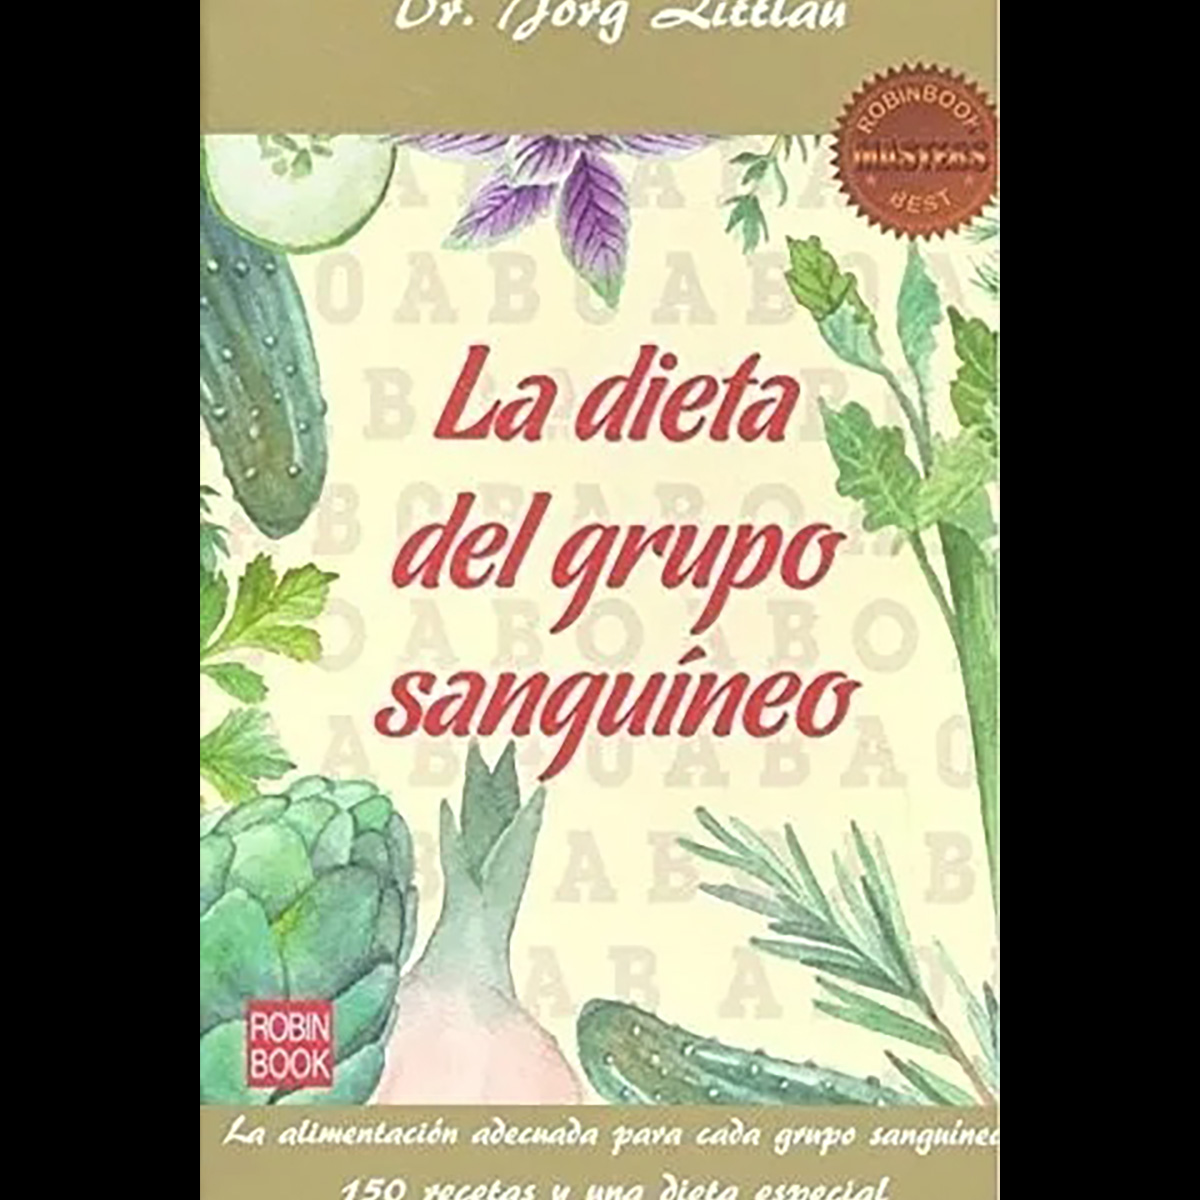 Dr. Jörg Zittlau
ROBINBOOK
MASTERS
BEST
OABOABOA
La dieta
del grupo
sanguíneo
ROBIN
BOOK
La alimentación adecuada para cada grupo sanguíneo
150 recetas y una dieta especial